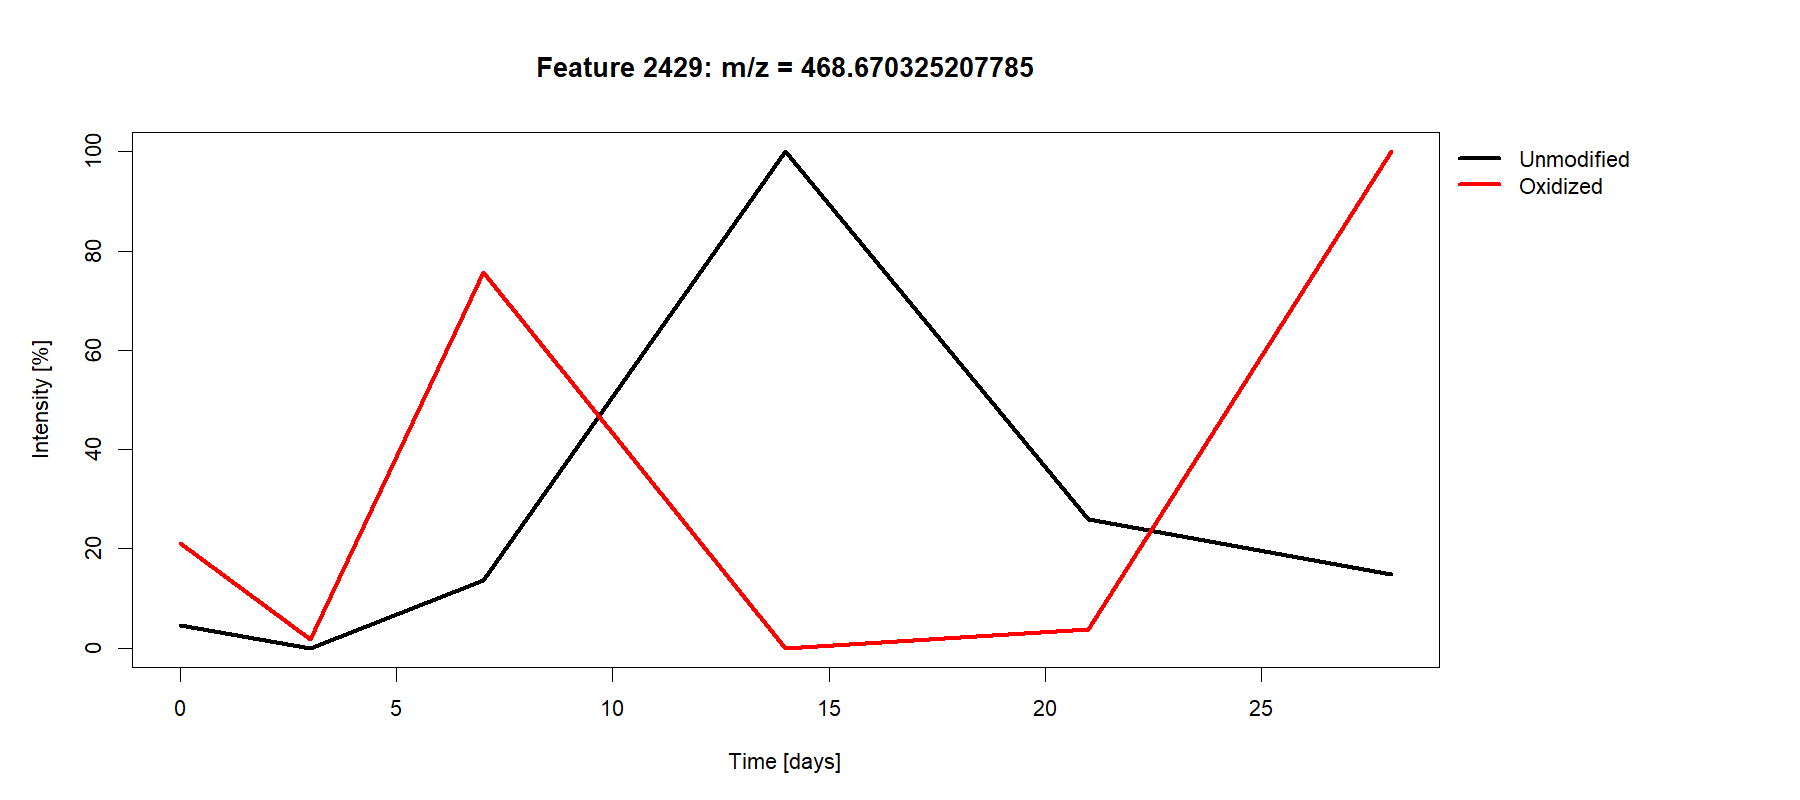 Feature 2429: m/z = 468.670325207785
Unmodified
Oxidized
Intensity [%]
100
80
60
40
20
0
0 5 10 15 20 25
Time [days]